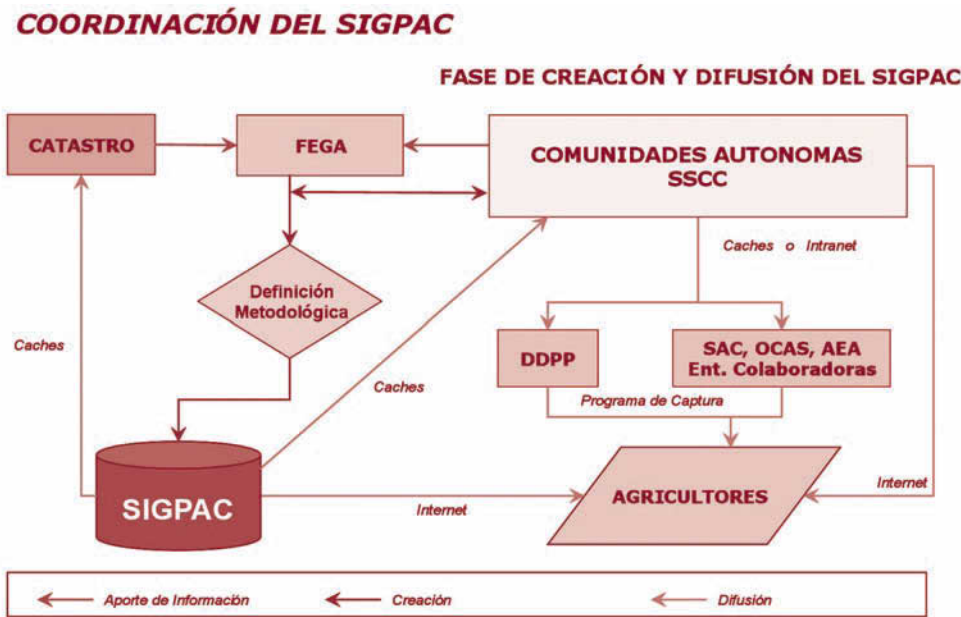 COORDINACIÓN DEL SIGPAC
FASE DE CREACIÓN Y DIFUSIÓN DEL SIGPAC
CATASTRO
FEGA
COMUNIDADES AUTONOMAS
SSCC
Caches o Intranet
Definición
Metodológica
Caches
Caches
DDPP
SAC, OCAS, AEA
Ent. Colaboradoras
Programa de Captura
SIGPAC
Internet
AGRICULTORES
Internet
Aporte de Información
Creación
Difusión